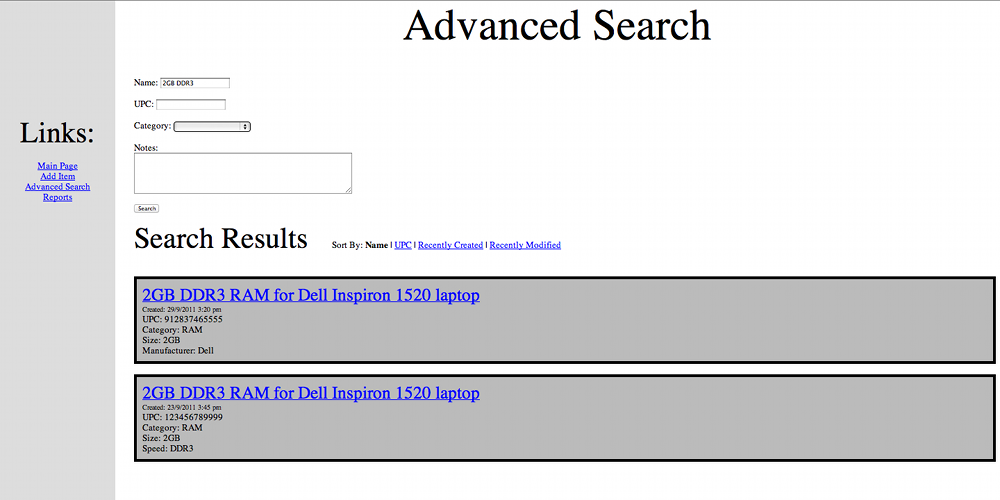 Advanced Search
Links:
Main Page
Add Item
Advanced Search
Reports
Name: 2GB DDR3
UPC:
Category:
Notes:
Search
Search Results
Sort By: Name | UPC | Recently Created | Recently Modified
2GB DDR3 RAM for Dell Inspiron 1520 laptop
Created: 29/9/2011 3:20 pm
UPC: 912837465555
Category: RAM
Size: 2GB
Manufacturer: Dell
2GB DDR3 RAM for Dell Inspiron 1520 laptop
Created: 23/9/2011 3:45 pm
UPC: 123456789999
Category: RAM
Size: 2GB
Speed: DDR3